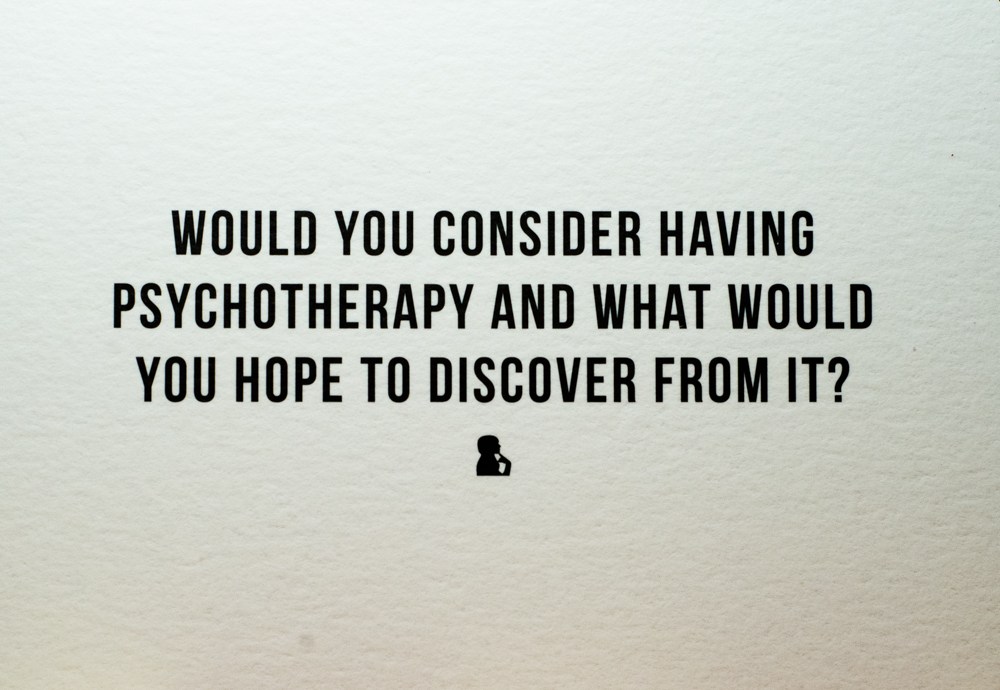 WOULD YOU CONSIDER HAVING
PSYCHOTHERAPY AND WHAT WOULD
YOU HOPE TO DISCOVER FROM IT?